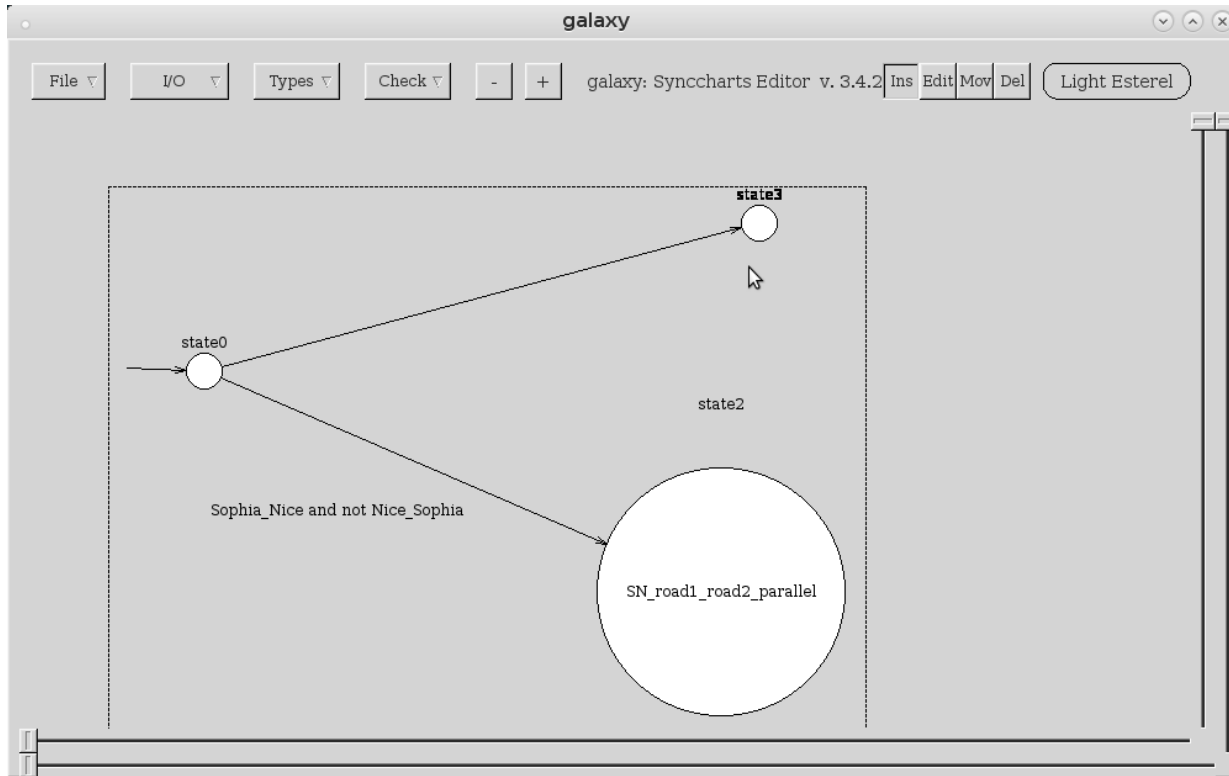 galaxy
File I/O Types Check - + galaxy: Synccharts Editor v. 3.4.2 Ins Edit Mov Del Light Esterel
state3
state0
state2
Sophia_Nice and not Nice_Sophia
SN_road1_road2_parallel